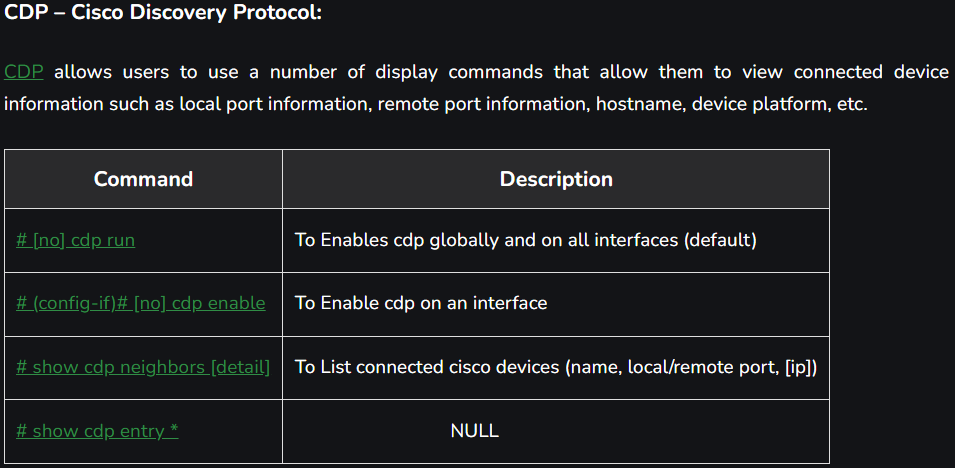 CDP – Cisco Discovery Protocol:
CDP allows users to use a number of display commands that allow them to view connected device
information such as local port information, remote port information, hostname, device platform, etc.
Command Description
# [no] cdp run To Enables cdp globally and on all interfaces (default)
# (config-if)# [no] cdp enable To Enable cdp on an interface
# show cdp neighbors [detail] To List connected cisco devices (name, local/remote port, [ip])
# show cdp entry * NULL